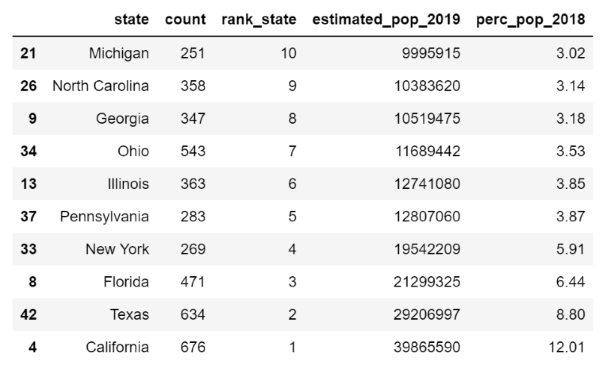 state count rank_state estimated_pop_2019 perc_pop_2018
21 Michigan 251 10 9995915 3.02
26 North Carolina 358 9 10383620 3.14
9 Georgia 347 8 10519475 3.18
34 Ohio 543 7 11689442 3.53
13 Illinois 363 6 12741080 3.85
37 Pennsylvania 283 5 12807060 3.87
33 New York 269 4 19542209 5.91
8 Florida 471 3 21299325 6.44
42 Texas 634 2 29206997 8.80
4 California 676 1 39865590 12.01